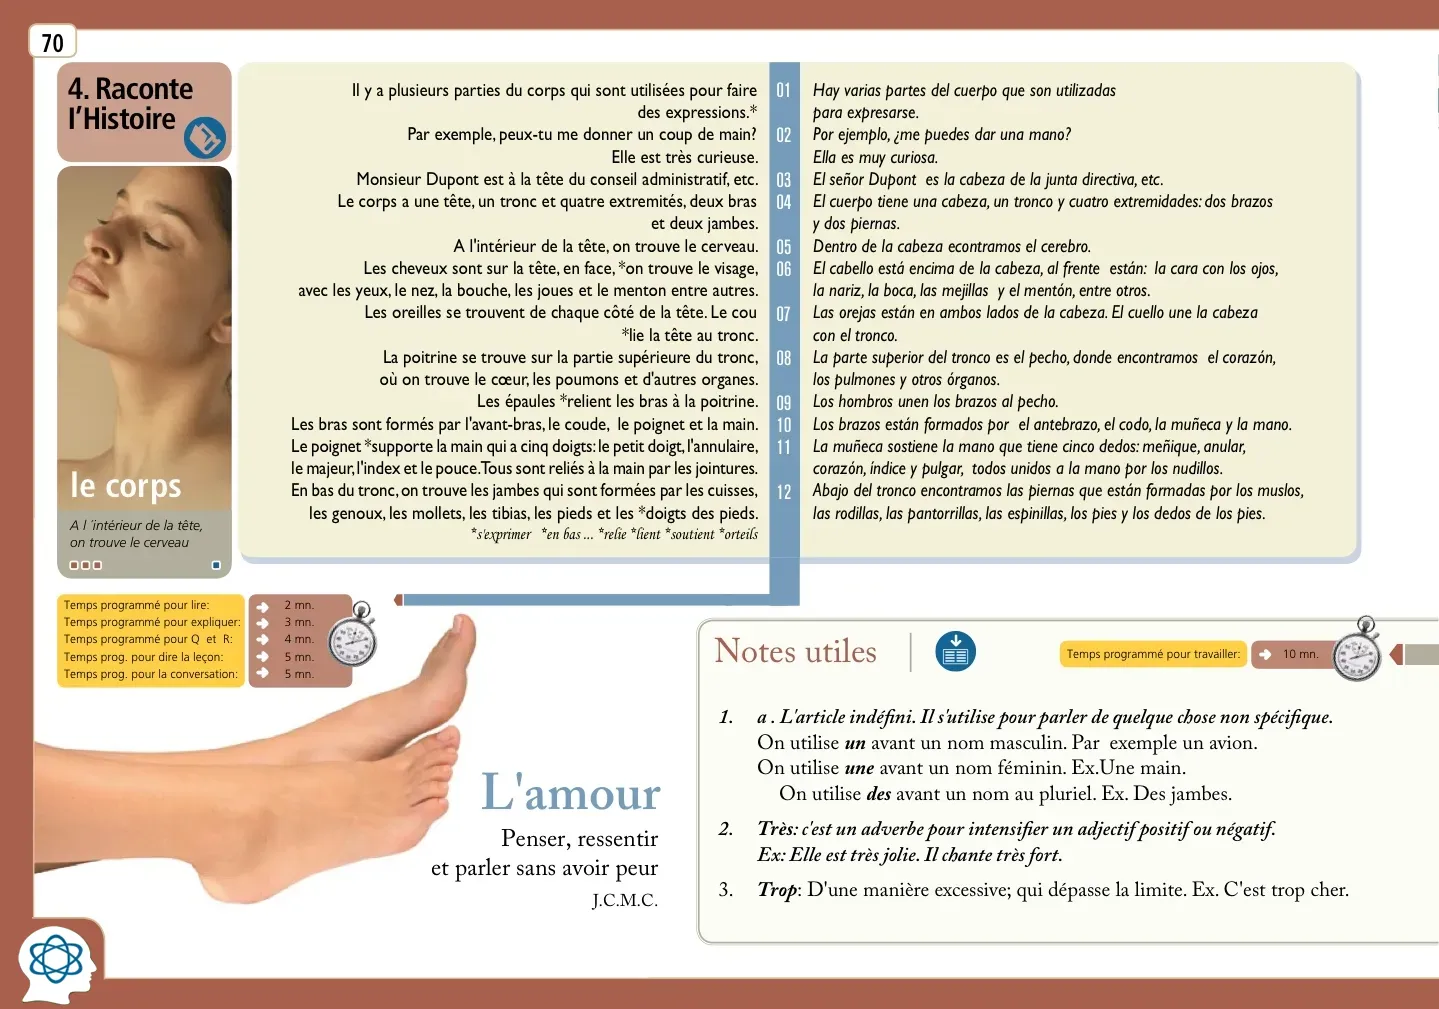 70
4. Raconte
l'Histoire
le corps
A l ´intérieur de la tête,
on trouve le cerveau
Il y a plusieurs parties du corps qui sont utilisées pour faire
des expressions.*
Par exemple, peux-tu me donner un coup de main?
Elle est très curieuse.
Monsieur Dupont est à la tête du conseil administratif, etc.
Le corps a une tête, un tronc et quatre extremités, deux bras
et deux jambes.
A l'intérieur de la tête, on trouve le cerveau.
Les cheveux sont sur la tête, en face, *on trouve le visage,
avec les yeux, le nez, la bouche, les joues et le menton entre autres.
Les oreilles se trouvent de chaque côté de la tête. Le cou
*lie la tête au tronc.
La poitrine se trouve sur la partie supérieure du tronc,
où on trouve le cœur, les poumons et d'autres organes.
Les épaules *relient les bras à la poitrine.
Les bras sont formés par l'avant-bras, le coude, le poignet et la main.
Le poignet *supporte la main qui a cinq doigts: le petit doigt, l'annulaire,
le majeur, l'index et le pouce.Tous sont reliés à la main par les jointures.
En bas du tronc, on trouve les jambes qui sont formées par les cuisses,
les genoux, les mollets, les tibias, les pieds et les *doigts des pieds.
*s'exprimer *en bas ... *relie *lient *soutient *orteils
01
02
03
04
05
06
07
08
09
10
11
12
Hay varias partes del cuerpo que son utilizadas
para expresarse.
Por ejemplo, ¿me puedes dar una mano?
Ella es muy curiosa.
El señor Dupont es la cabeza de la junta directiva, etc.
El cuerpo tiene una cabeza, un tronco y cuatro extremidades: dos brazos
y dos piernas.
Dentro de la cabeza econtramos el cerebro.
El cabello está encima de la cabeza, al frente están: la cara con los ojos,
la nariz, la boca, las mejillas y el mentón, entre otros.
Las orejas están en ambos lados de la cabeza. El cuello une la cabeza
con el tronco.
La parte superior del tronco es el pecho, donde encontramos el corazón,
los pulmones y otros órganos.
Los hombros unen los brazos al pecho.
Los brazos están formados por el antebrazo, el codo, la muñeca y la mano.
La muñeca sostiene la mano que tiene cinco dedos: meñique, anular,
corazón, índice y pulgar, todos unidos a la mano por los nudillos.
Abajo del tronco encontramos las piernas que están formadas por los muslos,
las rodillas, las pantorrillas, las espinillas, los pies y los dedos de los pies.
Temps programmé pour lire: 2 mn.
Temps programmé pour expliquer: 3 mn.
Temps programmé pour Q et R: 4 mn.
Temps prog. pour dire la leçon: 5 mn.
Temps prog. pour la conversation: 5 mn.
L'amour
Penser, ressentir
et parler sans avoir peur
J.C.M.C.
Notes utiles
Temps programmé pour travailler: 10 mn.
1. a . L'article indéfini. Il s'utilise pour parler de quelque chose non spécifique.
On utilise un avant un nom masculin. Par exemple un avion.
On utilise une avant un nom féminin. Ex.Une main.
On utilise des avant un nom au pluriel. Ex. Des jambes.
2. Très: c'est un adverbe pour intensifier un adjectif positif ou négatif.
Ex: Elle est très jolie. Il chante très fort.
3. Trop: D'une manière excessive; qui dépasse la limite. Ex. C'est trop cher.